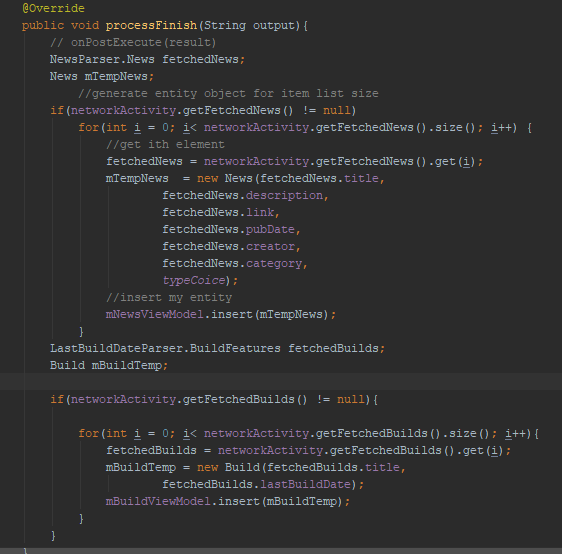 @Override
public void processFinish(String output){
// onPostExecute(result)
NewsParser.News fetchedNews;
News mTempNews;
//generate entity object for item list size
if(networkActivity.getFetchedNews() != null)
for(int i = 0; i< networkActivity.getFetchedNews().size(); i++) {
//get ith element
fetchedNews = networkActivity.getFetchedNews().get(i);
mTempNews  = new News(fetchedNews.title,
fetchedNews.description,
fetchedNews.link,
fetchedNews.pubDate,
fetchedNews.creator,
fetchedNews.category,
typeCoice);
//insert my entity
mNewsViewModel.insert(mTempNews);
}
LastBuildDateParser.BuildFeatures fetchedBuilds;
Build mBuildTemp;
if(networkActivity.getFetchedBuilds() != null){
for(int i = 0; i< networkActivity.getFetchedBuilds().size(); i++){
fetchedBuilds = networkActivity.getFetchedBuilds().get(i);
mBuildTemp = new Build(fetchedBuilds.title,
fetchedBuilds.lastBuildDate);
mBuildViewModel.insert(mBuildTemp);
}
}
}